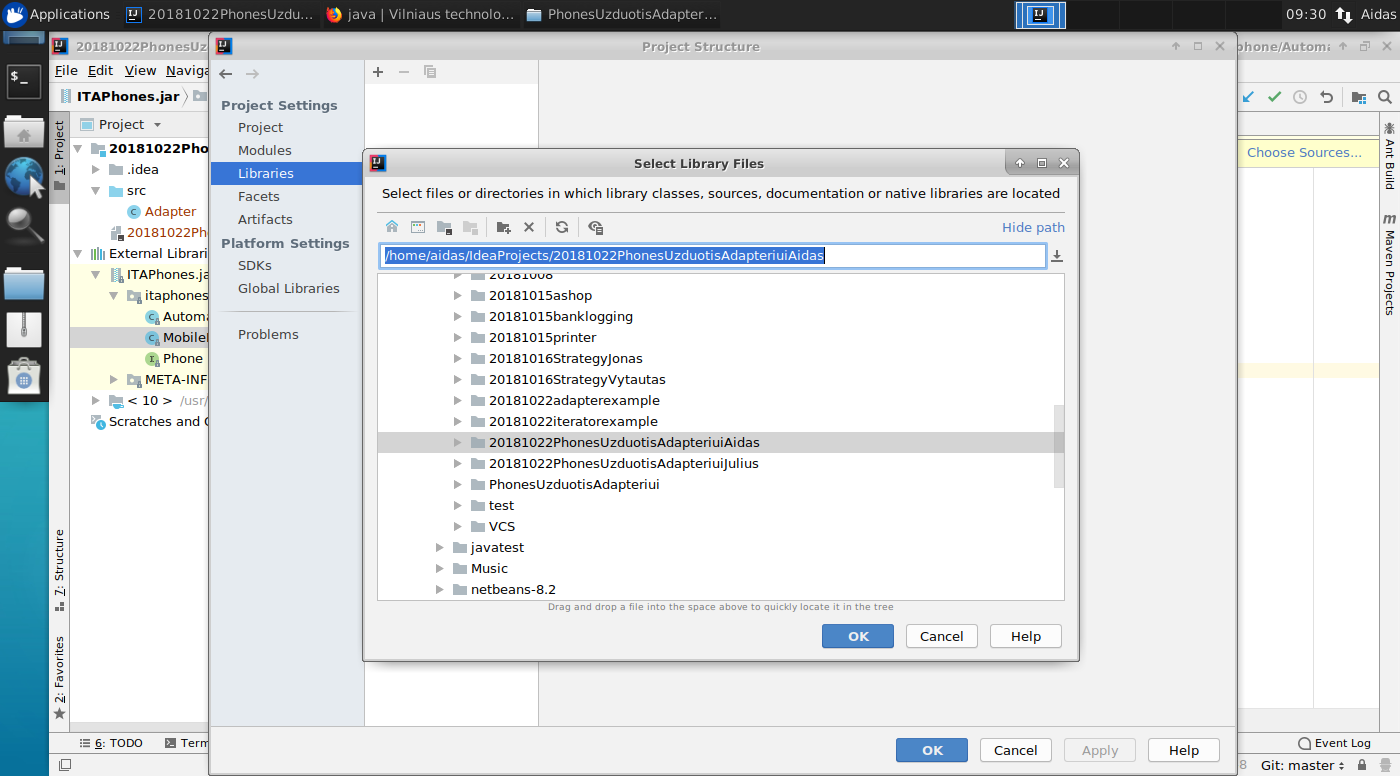 Applications
20181022PhonesUzdu...
java | Vilniaus technolo...
PhonesUzduotisAdapter...
09:30
Aidas
20181022PhonesUz
Project Structure
phone/Autom
File Edit View Naviga
ITAPhones.jar
Project
20181022Pho
.idea
src
Adapter
20181022Ph
External Librari
ITAPhones.ja
itaphones
Automa
Mobile
Phone
META-INF
< 10 > /usr/
Scratches and C
1: Project
7: Structure
2: Favorites
Project Settings
Project
Modules
Libraries
Facets
Artifacts
Platform Settings
SDKs
Global Libraries
Problems
Select Library Files
Select files or directories in which library classes, sources, documentation or native libraries are located
Hide path
/home/aidas/IdeaProjects/20181022PhonesUzduotisAdapteriuiAidas
20181008
20181015ashop
20181015banklogging
20181015printer
20181016StrategyJonas
20181016StrategyVytautas
20181022adapterexample
20181022iteratorexample
20181022PhonesUzduotisAdapteriuiAidas
20181022PhonesUzduotisAdapteriuiJulius
PhonesUzduotisAdapteriui
test
VCS
javatest
Music
netbeans-8.2
Drag and drop a file into the space above to quickly locate it in the tree
OK
Cancel
Help
Choose Sources...
Ant Build
Maven Projects
OK
Cancel
Apply
Help
6: TODO
Term
Event Log
8
Git: master